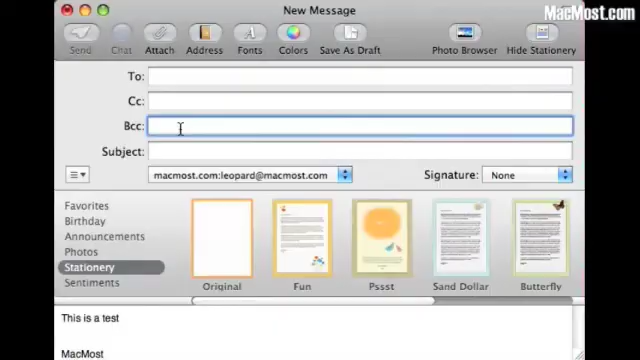 New Message
MacMost.com
Send Chat Attach Address Fonts Colors Save As Draft Photo Browser Hide Stationery
To:
Cc:
Bcc:
Subject:
macmost.com:leopard@macmost.com Signature: None
Favorites
Birthday
Announcements
Photos
Stationery
Sentiments
Original Fun Pssst Sand Dollar Butterfly
This is a test
MacMost